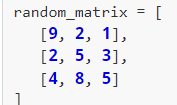 random_matrix = [
    [9, 2, 1],
    [2, 5, 3],
    [4, 8, 5]
]